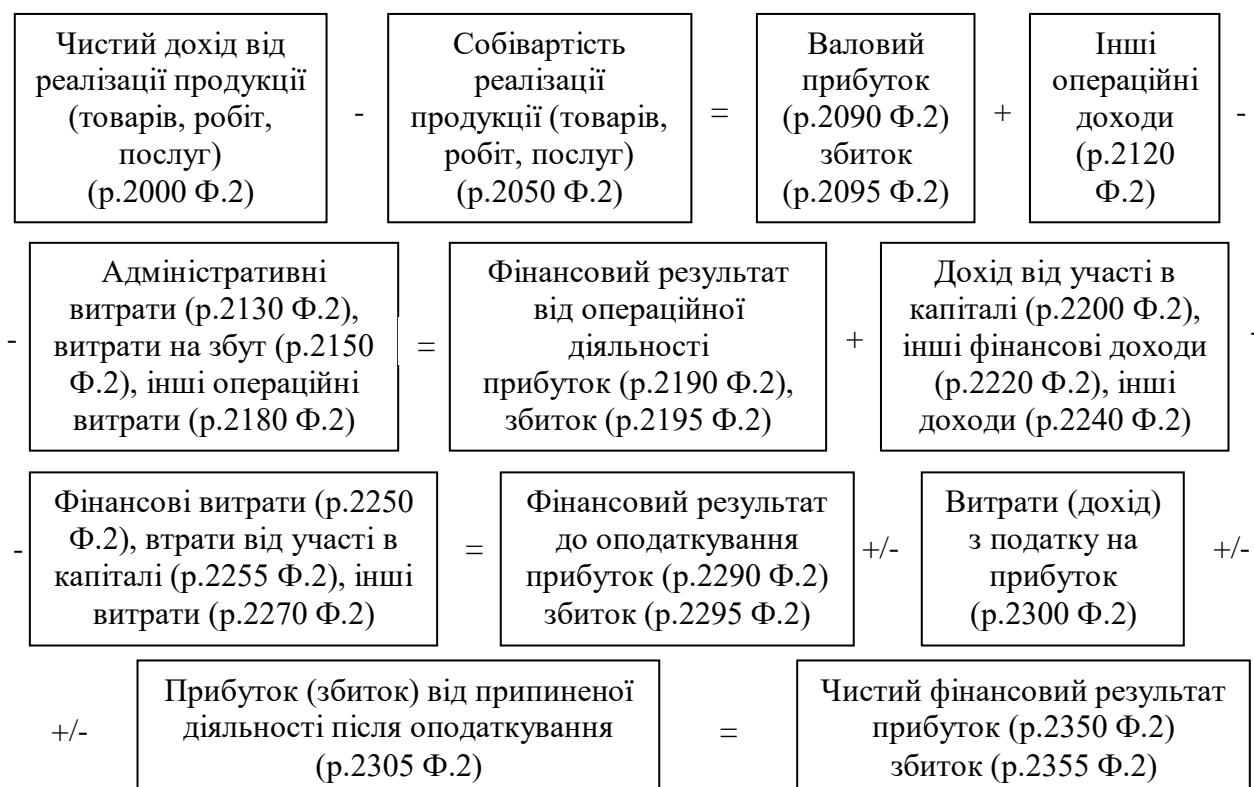 Чистий дохід від
реалізації продукції
(товарів, робіт,
послуг)
(р.2000 Ф.2)
-
Собівартість
реалізації
продукції (товарів,
робіт, послуг)
(р.2050 Ф.2)
=
Валовий
прибуток
(р.2090 Ф.2)
збиток
(р.2095 Ф.2)
+
Інші
операційні
доходи
(р.2120
Ф.2)
-
-
Адміністративні
витрати (р.2130 Ф.2),
витрати на збут (р.2150
Ф.2), інші операційні
витрати (р.2180 Ф.2)
=
Фінансовий результат
від операційної
діяльності
прибуток (р.2190 Ф.2),
збиток (р.2195 Ф.2)
+
Дохід від участі в
капіталі (р.2200 Ф.2),
інші фінансові доходи
(р.2220 Ф.2), інші
доходи (р.2240 Ф.2)
-
-
Фінансові витрати (р.2250
Ф.2), втрати від участі в
капіталі (р.2255 Ф.2), інші
витрати (р.2270 Ф.2)
=
Фінансовий результат
до оподаткування
прибуток (р.2290 Ф.2)
збиток (р.2295 Ф.2)
+/-
Витрати (дохід)
з податку на
прибуток
(р.2300 Ф.2)
+/-
+/-
Прибуток (збиток) від припиненої
діяльності після оподаткування
(р.2305 Ф.2)
=
Чистий фінансовий результат
прибуток (р.2350 Ф.2)
збиток (р.2355 Ф.2)